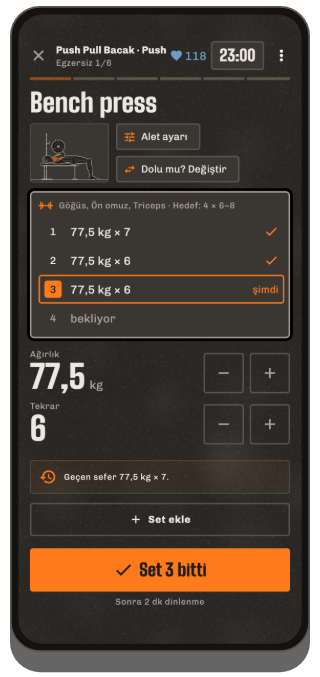 Push Pull Bacak · Push
118
23:00
Egzersiz 1/6
Bench press
Alet ayarı
Dolu mu? Değiştir
Göğüs, Ön omuz, Triceps · Hedef: 4 × 6–8
1 77,5 kg × 7
2 77,5 kg × 6
3 77,5 kg × 6 şimdi
4 bekliyor
Ağırlık
77,5 kg
Tekrar
6
Geçen sefer 77,5 kg × 7.
+ Set ekle
Set 3 bitti
Sonra 2 dk dinlenme